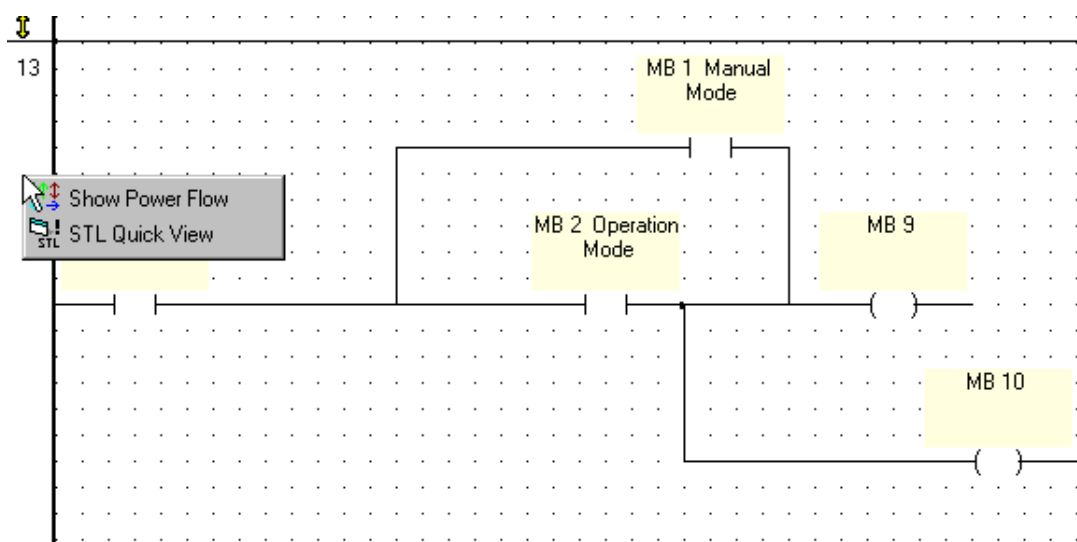 13
MB 1 Manual
Mode
Show Power Flow
STL STL Quick View
MB 2 Operation
Mode
MB 9
MB 10